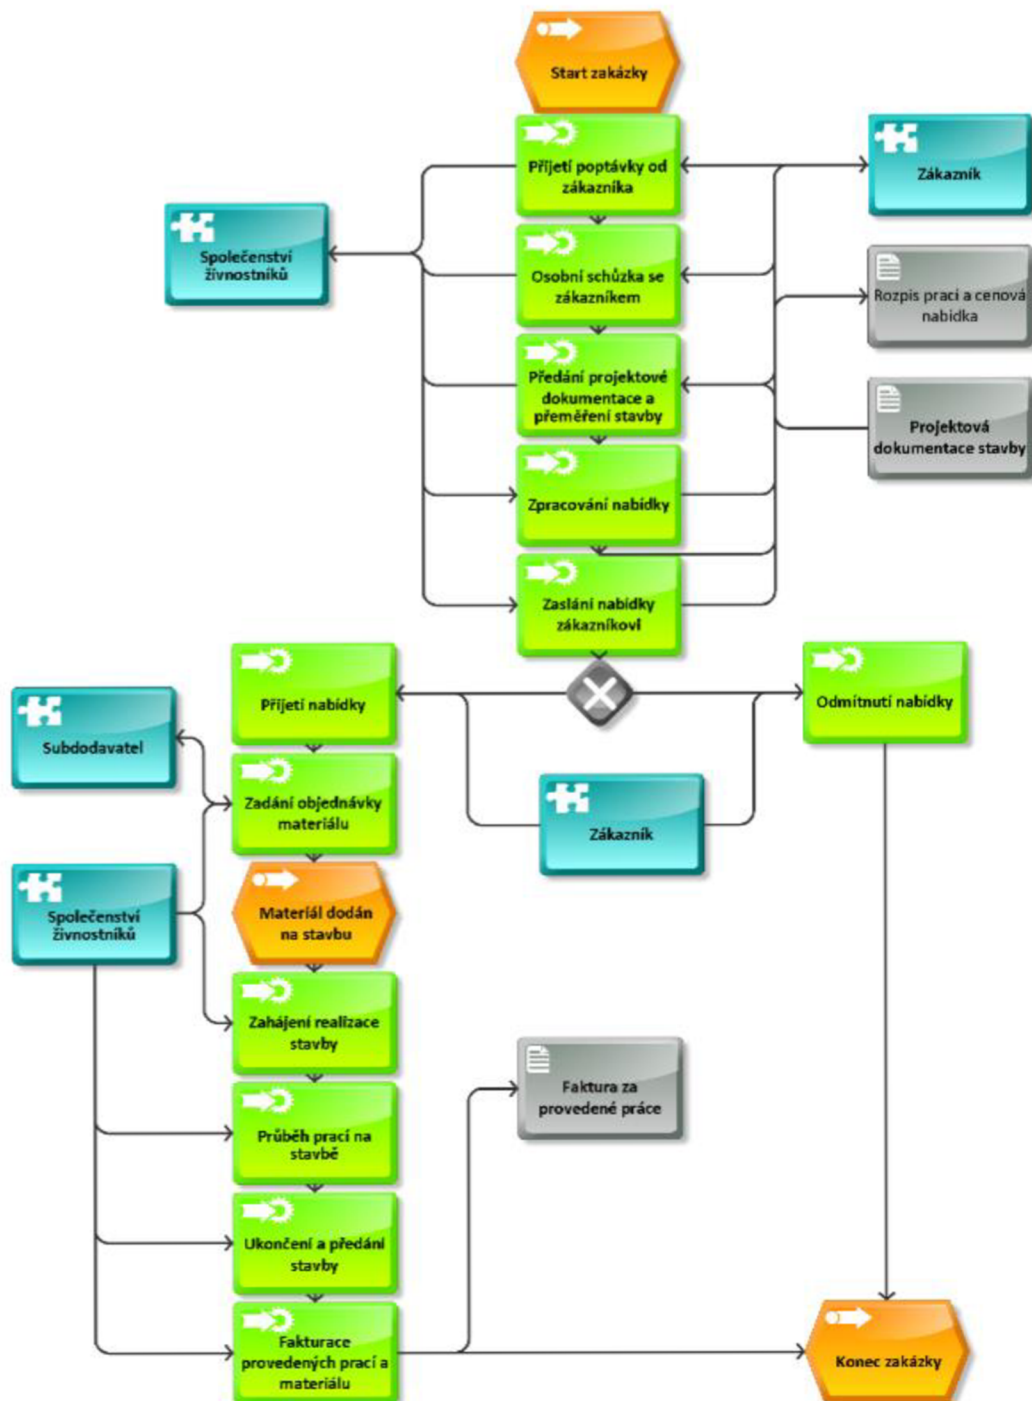 Start zakázky
Přijetí poptávky od
zákazníka
Zákazník
Společenství
živnostníků
Osobní schůzka se
zákazníkem
Rozpis prací a cenová
nabídka
Předání projektové
dokumentace a
přeměření stavby
Projektová
dokumentace stavby
Zpracování nabídky
Zaslání nabídky
zákazníkovi
Přijetí nabídky
Odmítnutí nabídky
Subdodavatel
Zadání objednávky
materiálu
Zákazník
Společenství
živnostníků
Materiál dodán
na stavbu
Zahájení realizace
stavby
Faktura za
provedené práce
Průběh prací na
stavbě
Ukončení a předání
stavby
Fakturace
provedených prací a
materiálu
Konec zakázky